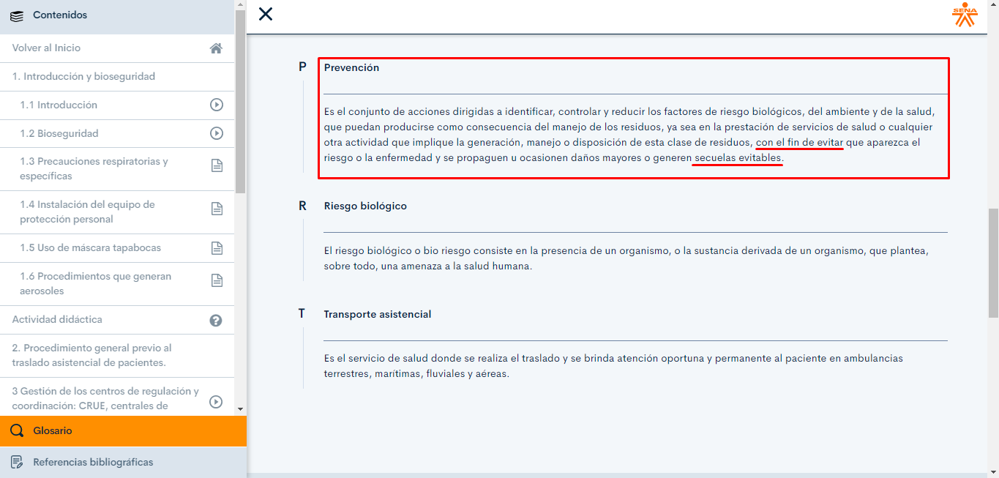 Contenidos
Volver al Inicio
1. Introducción y bioseguridad
1.1 Introducción
1.2 Bioseguridad
1.3 Precauciones respiratorias y
específicas
1.4 Instalación del equipo de
protección personal
1.5 Uso de máscara tapabocas
1.6 Procedimientos que generan
aerosoles
Actividad didáctica
2. Procedimiento general previo al
traslado asistencial de pacientes.
3 Gestión de los centros de regulación y
coordinación: CRUE, centrales de
Glosario
Referencias bibliográficas
SENA
P
Prevención
Es el conjunto de acciones dirigidas a identificar, controlar y reducir los factores de riesgo biológicos, del ambiente y de la salud,
que puedan producirse como consecuencia del manejo de los residuos, ya sea en la prestación de servicios de salud o cualquier
otra actividad que implique la generación, manejo o disposición de esta clase de residuos, con el fin de evitar que aparezca el
riesgo o la enfermedad y se propaguen u ocasionen daños mayores o generen secuelas evitables.
R
Riesgo biológico
El riesgo biológico o bio riesgo consiste en la presencia de un organismo, o la sustancia derivada de un organismo, que plantea,
sobre todo, una amenaza a la salud humana.
T
Transporte asistencial
Es el servicio de salud donde se realiza el traslado y se brinda atención oportuna y permanente al paciente en ambulancias
terrestres, marítimas, fluviales y aéreas.